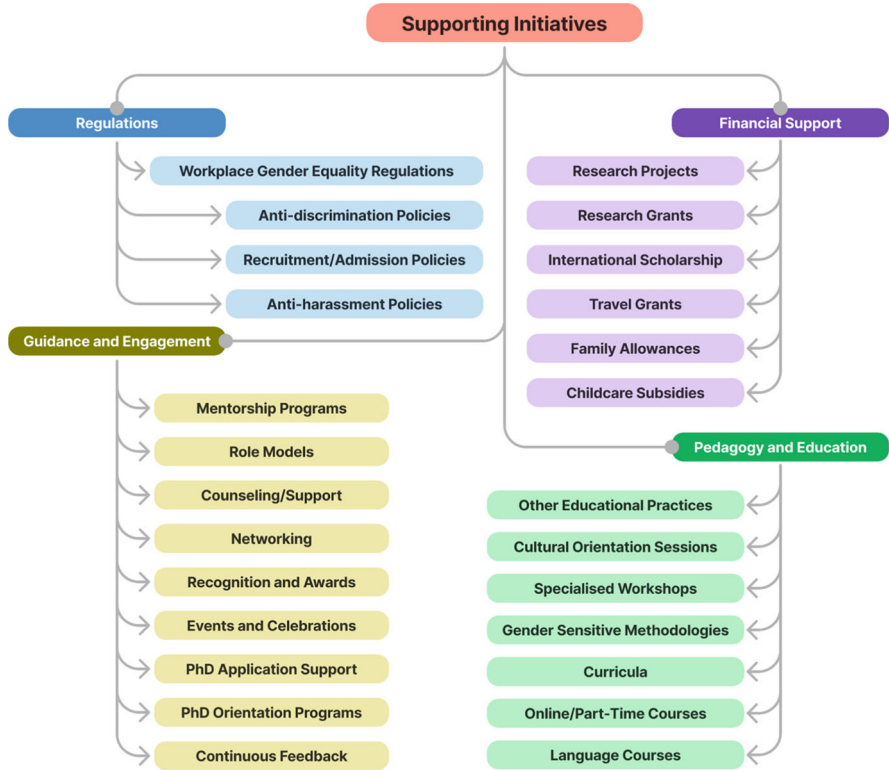 Supporting Initiatives
Regulations
Workplace Gender Equality Regulations
Anti-discrimination Policies
Recruitment/Admission Policies
Anti-harassment Policies
Financial Support
Research Projects
Research Grants
International Scholarship
Travel Grants
Family Allowances
Childcare Subsidies
Guidance and Engagement
Mentorship Programs
Role Models
Counseling/Support
Networking
Recognition and Awards
Events and Celebrations
PhD Application Support
PhD Orientation Programs
Continuous Feedback
Pedagogy and Education
Other Educational Practices
Cultural Orientation Sessions
Specialised Workshops
Gender Sensitive Methodologies
Curricula
Online/Part-Time Courses
Language Courses